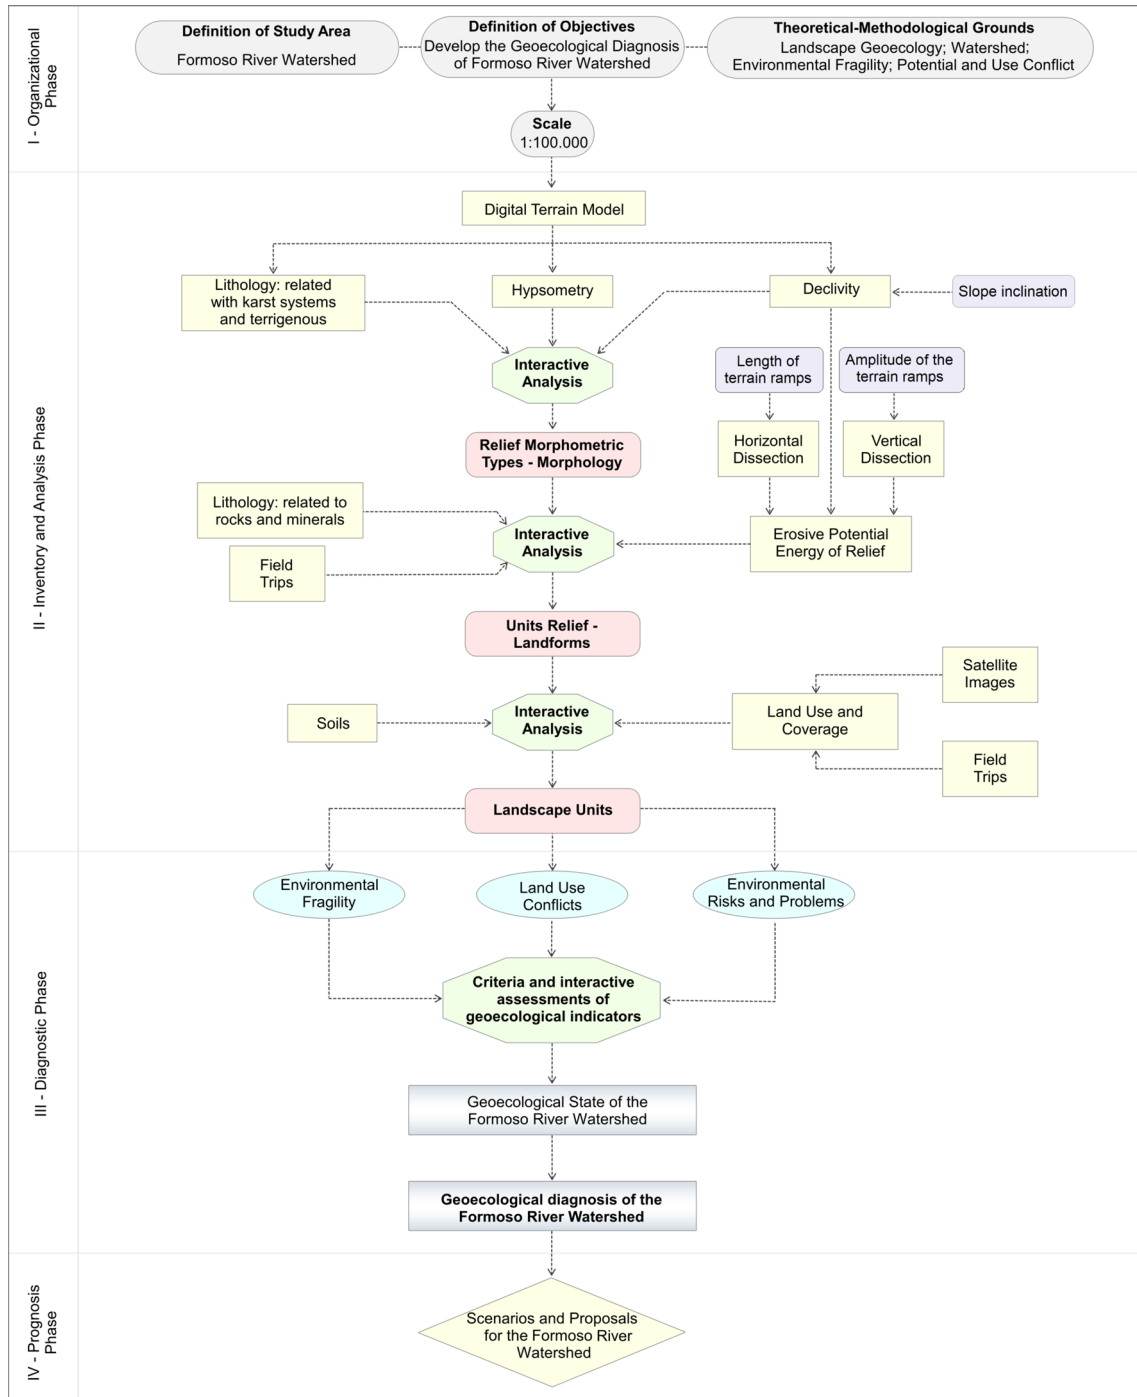 I - Organizational
Phase
Definition of Study Area
Formoso River Watershed
Definition of Objectives
Develop the Geoecological Diagnosis
of Formoso River Watershed
Theoretical-Methodological Grounds
Landscape Geoecology; Watershed;
Environmental Fragility; Potential and Use Conflict
Scale
1:100.000
II - Inventory and Analysis Phase
Digital Terrain Model
Lithology: related
with karst systems
and terrigenous
Hypsometry
Declivity
Slope inclination
Interactive
Analysis
Length of
terrain ramps
Amplitude of the
terrain ramps
Relief Morphometric
Types - Morphology
Horizontal
Dissection
Vertical
Dissection
Lithology: related to
rocks and minerals
Field
Trips
Interactive
Analysis
Erosive Potential
Energy of Relief
Units Relief -
Landforms
Satellite
Images
Soils
Interactive
Analysis
Land Use and
Coverage
Field
Trips
Landscape Units
III - Diagnostic Phase
Environmental
Fragility
Land Use
Conflicts
Environmental
Risks and Problems
Criteria and interactive
assessments of
geoecological indicators
Geoecological State of the
Formoso River Watershed
Geoecological diagnosis of the
Formoso River Watershed
IV - Prognosis
Phase
Scenarios and Proposals
for the Formoso River
Watershed